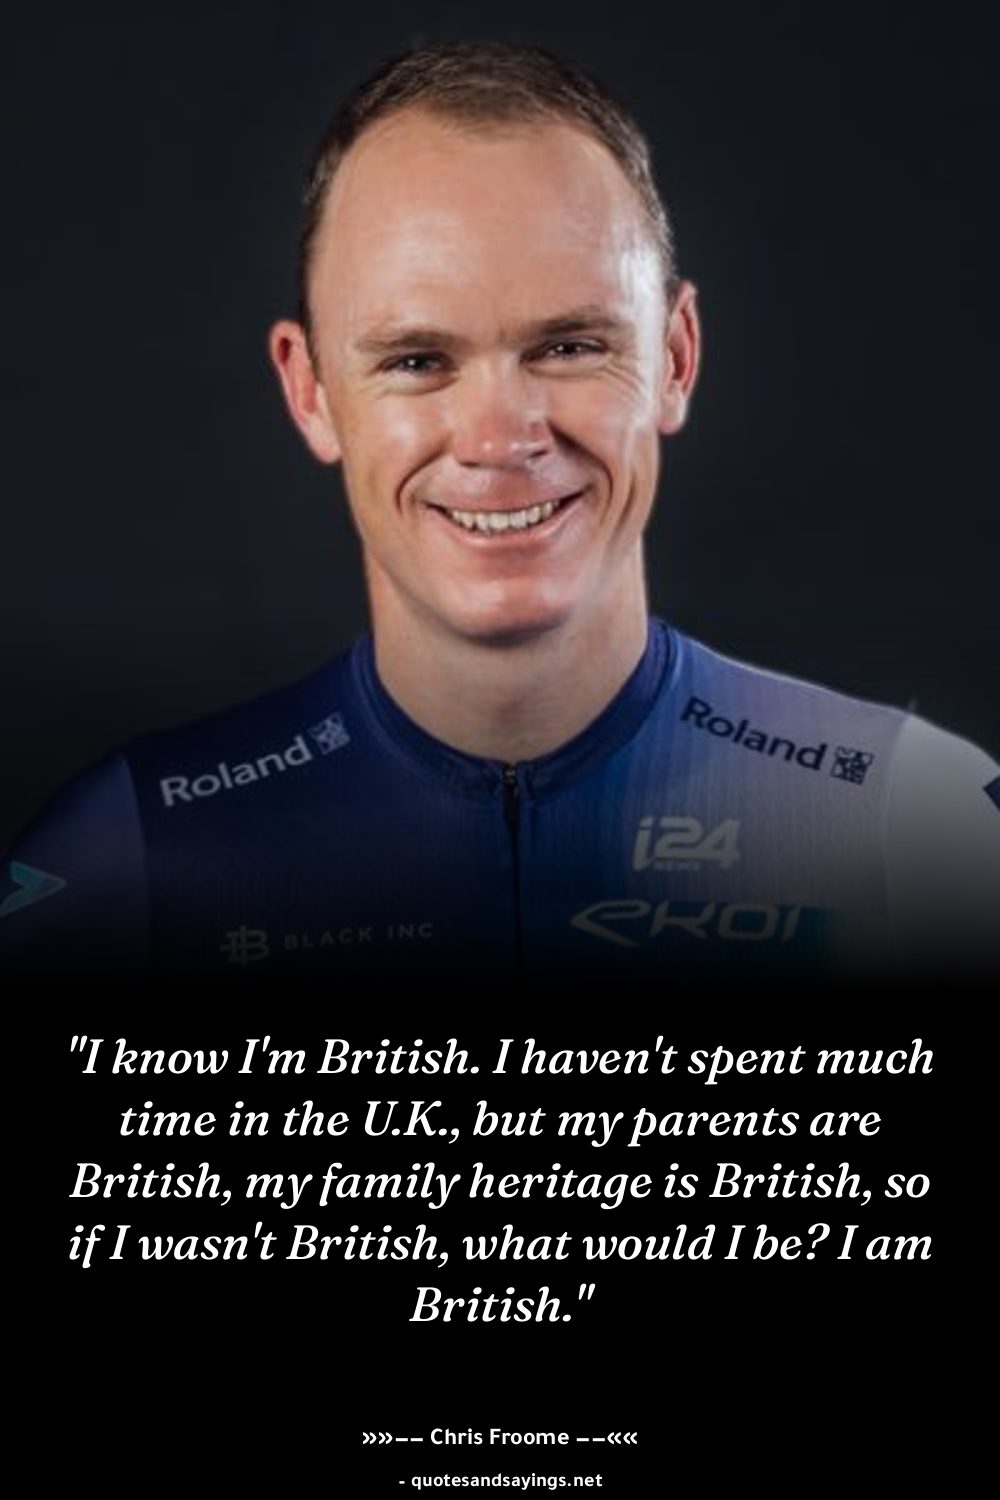 Roland
Roland
i24
NEWS
BLACK INC
EKOI
"I know I'm British. I haven't spent much
time in the U.K., but my parents are
British, my family heritage is British, so
if I wasn't British, what would I be? I am
British."
»»−− Chris Froome −−««
- quotesandsayings.net